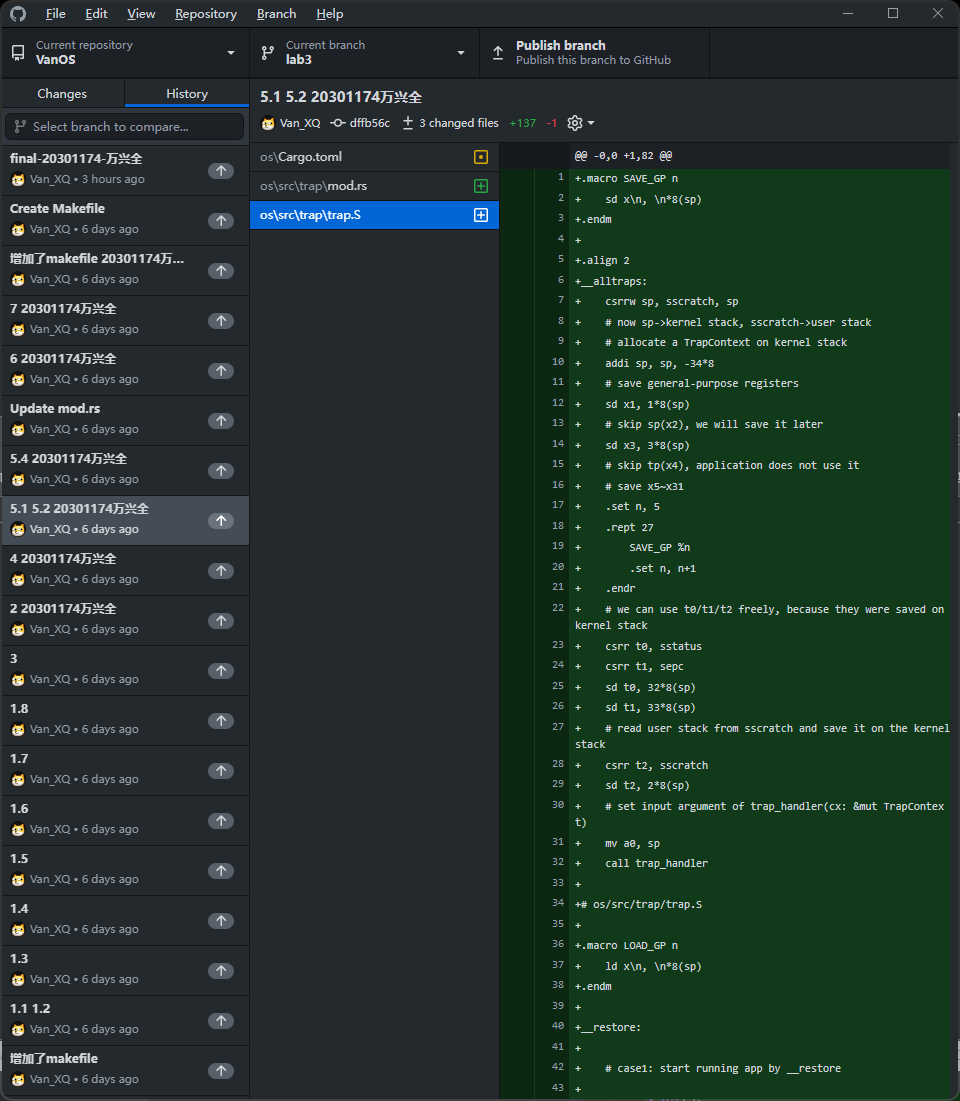 File Edit View Repository Branch Help
Current repository
VanOS
Current branch
lab3
Publish branch
Publish this branch to GitHub
Changes
History
Select branch to compare...
final-20301174-万兴全
Van_XQ • 3 hours ago
Create Makefile
Van_XQ • 6 days ago
增加了makefile 20301174万...
Van_XQ • 6 days ago
7 20301174万兴全
Van_XQ • 6 days ago
6 20301174万兴全
Van_XQ • 6 days ago
Update mod.rs
Van_XQ • 6 days ago
5.4 20301174万兴全
Van_XQ • 6 days ago
5.1 5.2 20301174万兴全
Van_XQ • 6 days ago
4 20301174万兴全
Van_XQ • 6 days ago
2 20301174万兴全
Van_XQ • 6 days ago
3
Van_XQ • 6 days ago
1.8
Van_XQ • 6 days ago
1.7
Van_XQ • 6 days ago
1.6
Van_XQ • 6 days ago
1.5
Van_XQ • 6 days ago
1.4
Van_XQ • 6 days ago
1.3
Van_XQ • 6 days ago
1.1 1.2
Van_XQ • 6 days ago
增加了makefile
Van_XQ • 6 days ago
5.1 5.2 20301174万兴全
Van_XQ dffb56c 3 changed files +137 -1
os\Cargo.toml
os\src\trap\mod.rs
os\src\trap\trap.S
@@ -0,0 +1,82 @@
1 +.macro SAVE_GP n
2 +    sd x\n, \n*8(sp)
3 +.endm
4 +
5 +.align 2
6 +__alltraps:
7 +    csrrw sp, sscratch, sp
8 +    # now sp->kernel stack, sscratch->user stack
9 +    # allocate a TrapContext on kernel stack
10 +    addi sp, sp, -34*8
11 +    # save general-purpose registers
12 +    sd x1, 1*8(sp)
13 +    # skip sp(x2), we will save it later
14 +    sd x3, 3*8(sp)
15 +    # skip tp(x4), application does not use it
16 +    # save x5~x31
17 +    .set n, 5
18 +    .rept 27
19 +        SAVE_GP %n
20 +        .set n, n+1
21 +    .endr
22 +    # we can use t0/t1/t2 freely, because they were saved on
kernel stack
23 +    csrr t0, sstatus
24 +    csrr t1, sepc
25 +    sd t0, 32*8(sp)
26 +    sd t1, 33*8(sp)
27 +    # read user stack from sscratch and save it on the kernel
stack
28 +    csrr t2, sscratch
29 +    sd t2, 2*8(sp)
30 +    # set input argument of trap_handler(cx: &mut TrapContex
t)
31 +    mv a0, sp
32 +    call trap_handler
33 +
34 +# os/src/trap/trap.S
35 +
36 +.macro LOAD_GP n
37 +    ld x\n, \n*8(sp)
38 +.endm
39 +
40 +__restore:
41 +
42 +    # case1: start running app by __restore
43 +